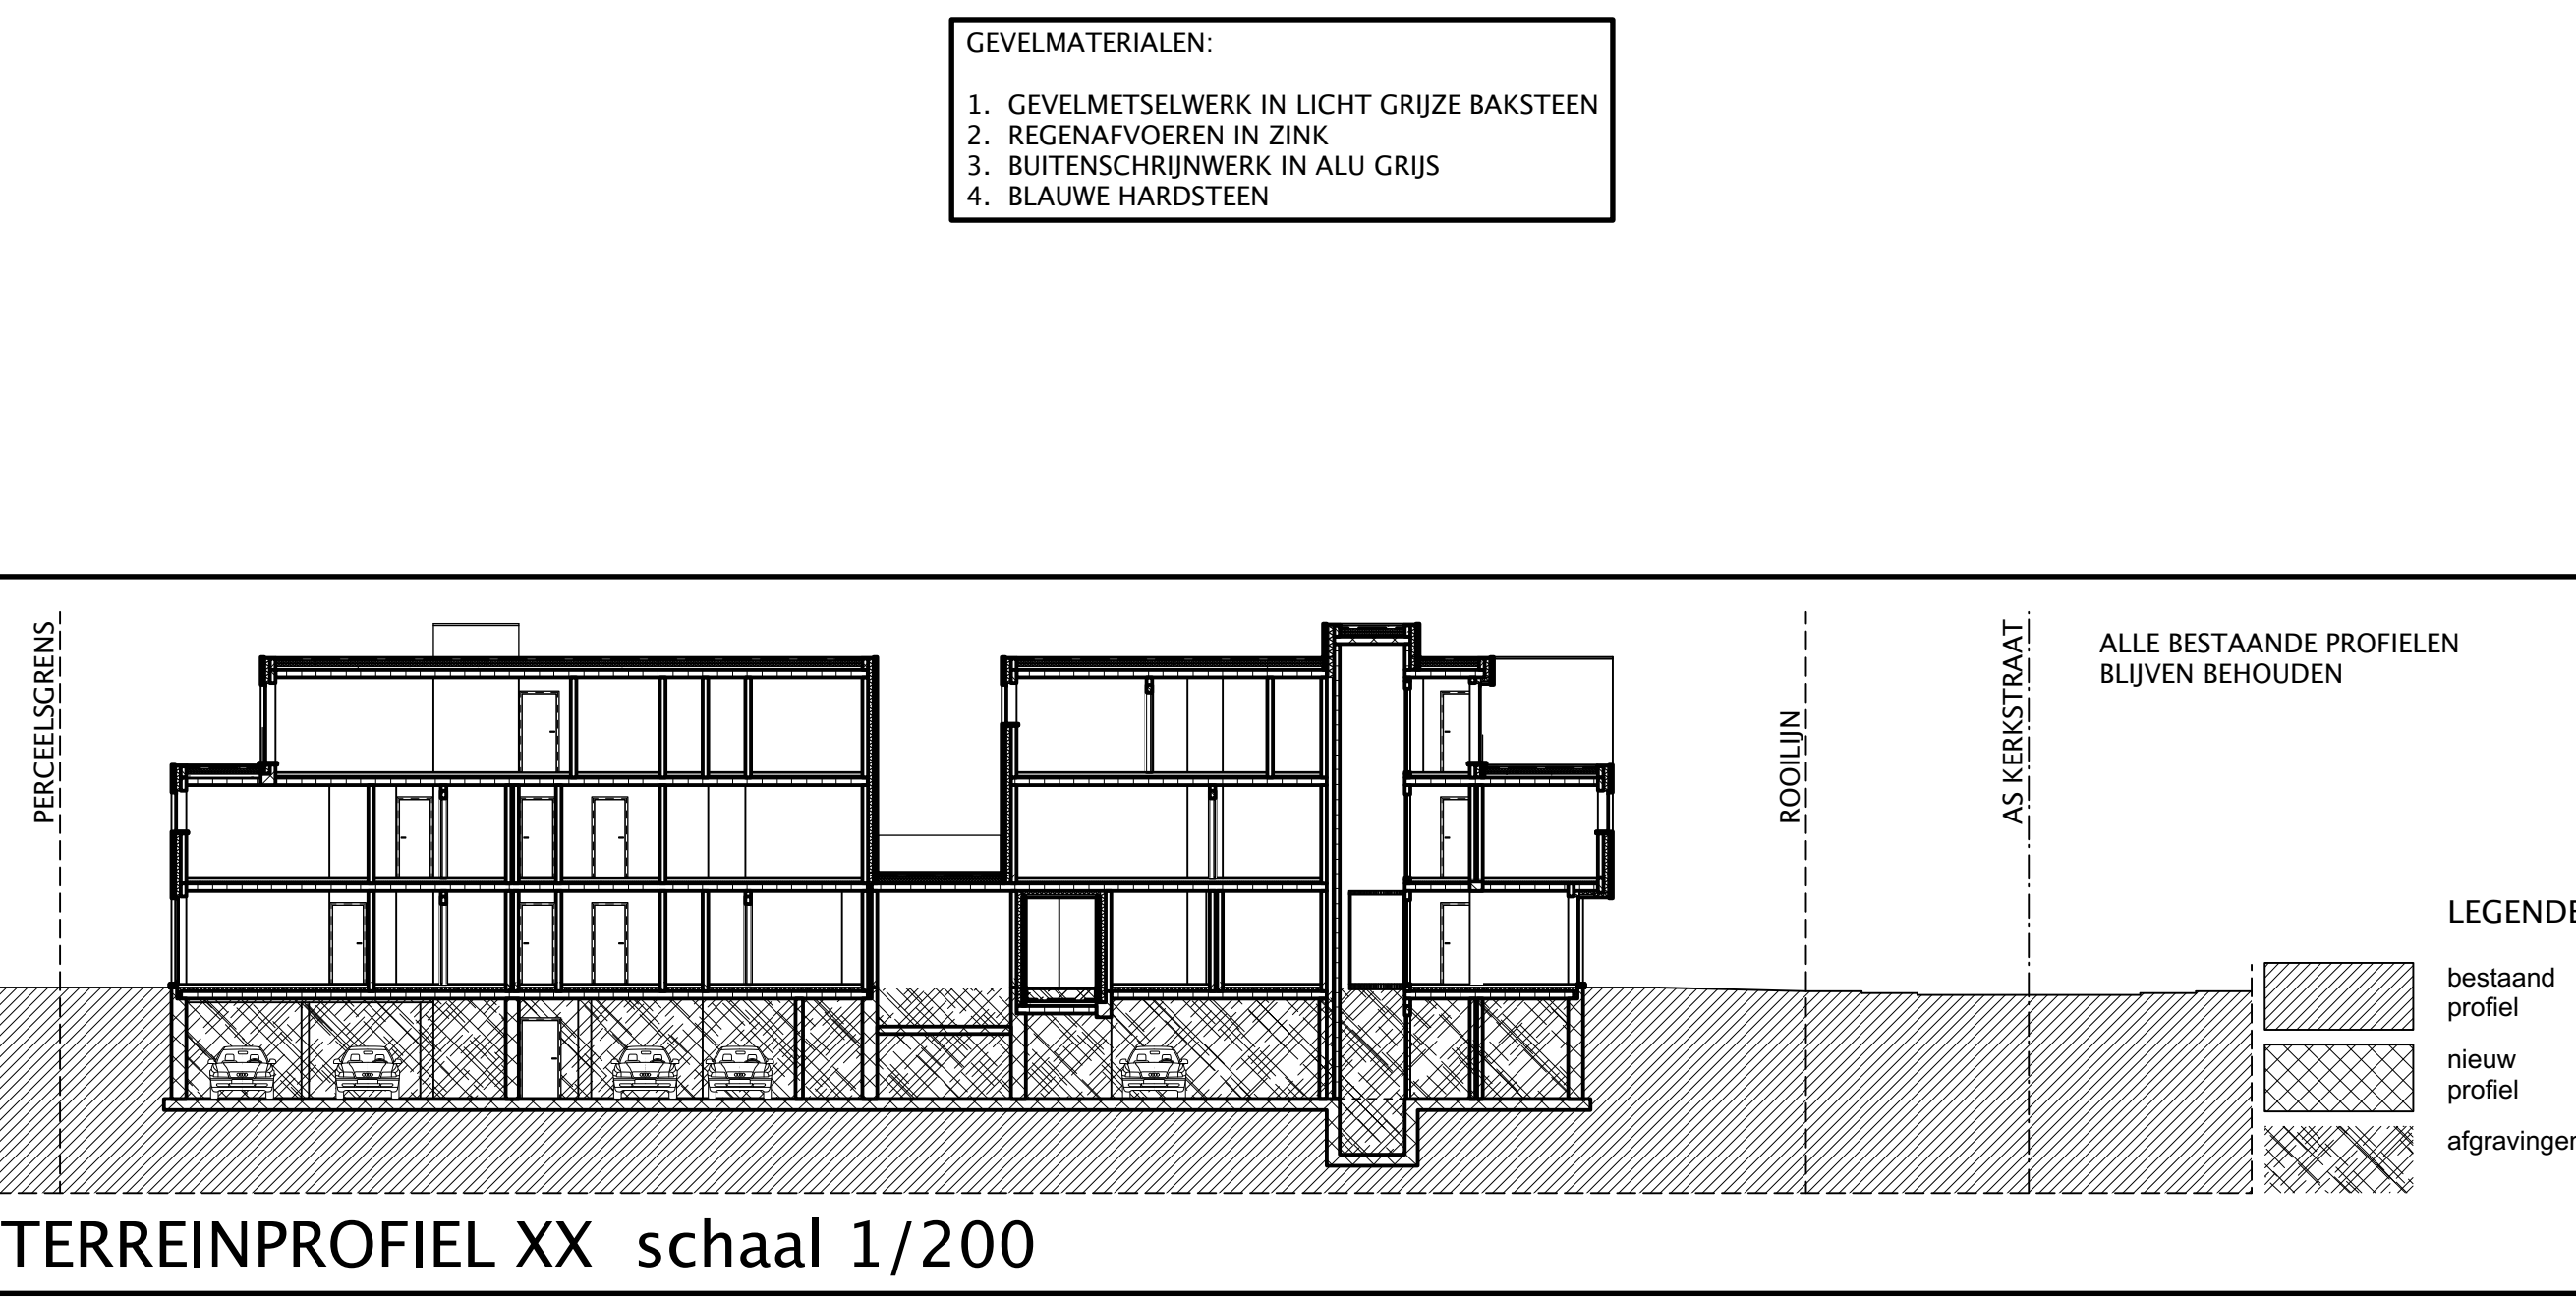 GEVELMATERIALEN:
1. GEVELMETSELWERK IN LICHT GRIJZE BAKSTEEN
2. REGENAFVOEREN IN ZINK
3. BUITENSCHRIJNWERK IN ALU GRIJS
4. BLAUWE HARDSTEEN
PERCEELSGRENS
ROOILIJN
AS KERKSTRAAT
ALLE BESTAANDE PROFIELEN
BLIJVEN BEHOUDEN
LEGENDE
bestaand
profiel
nieuw
profiel
afgravingen
TERREINPROFIEL XX schaal 1/200